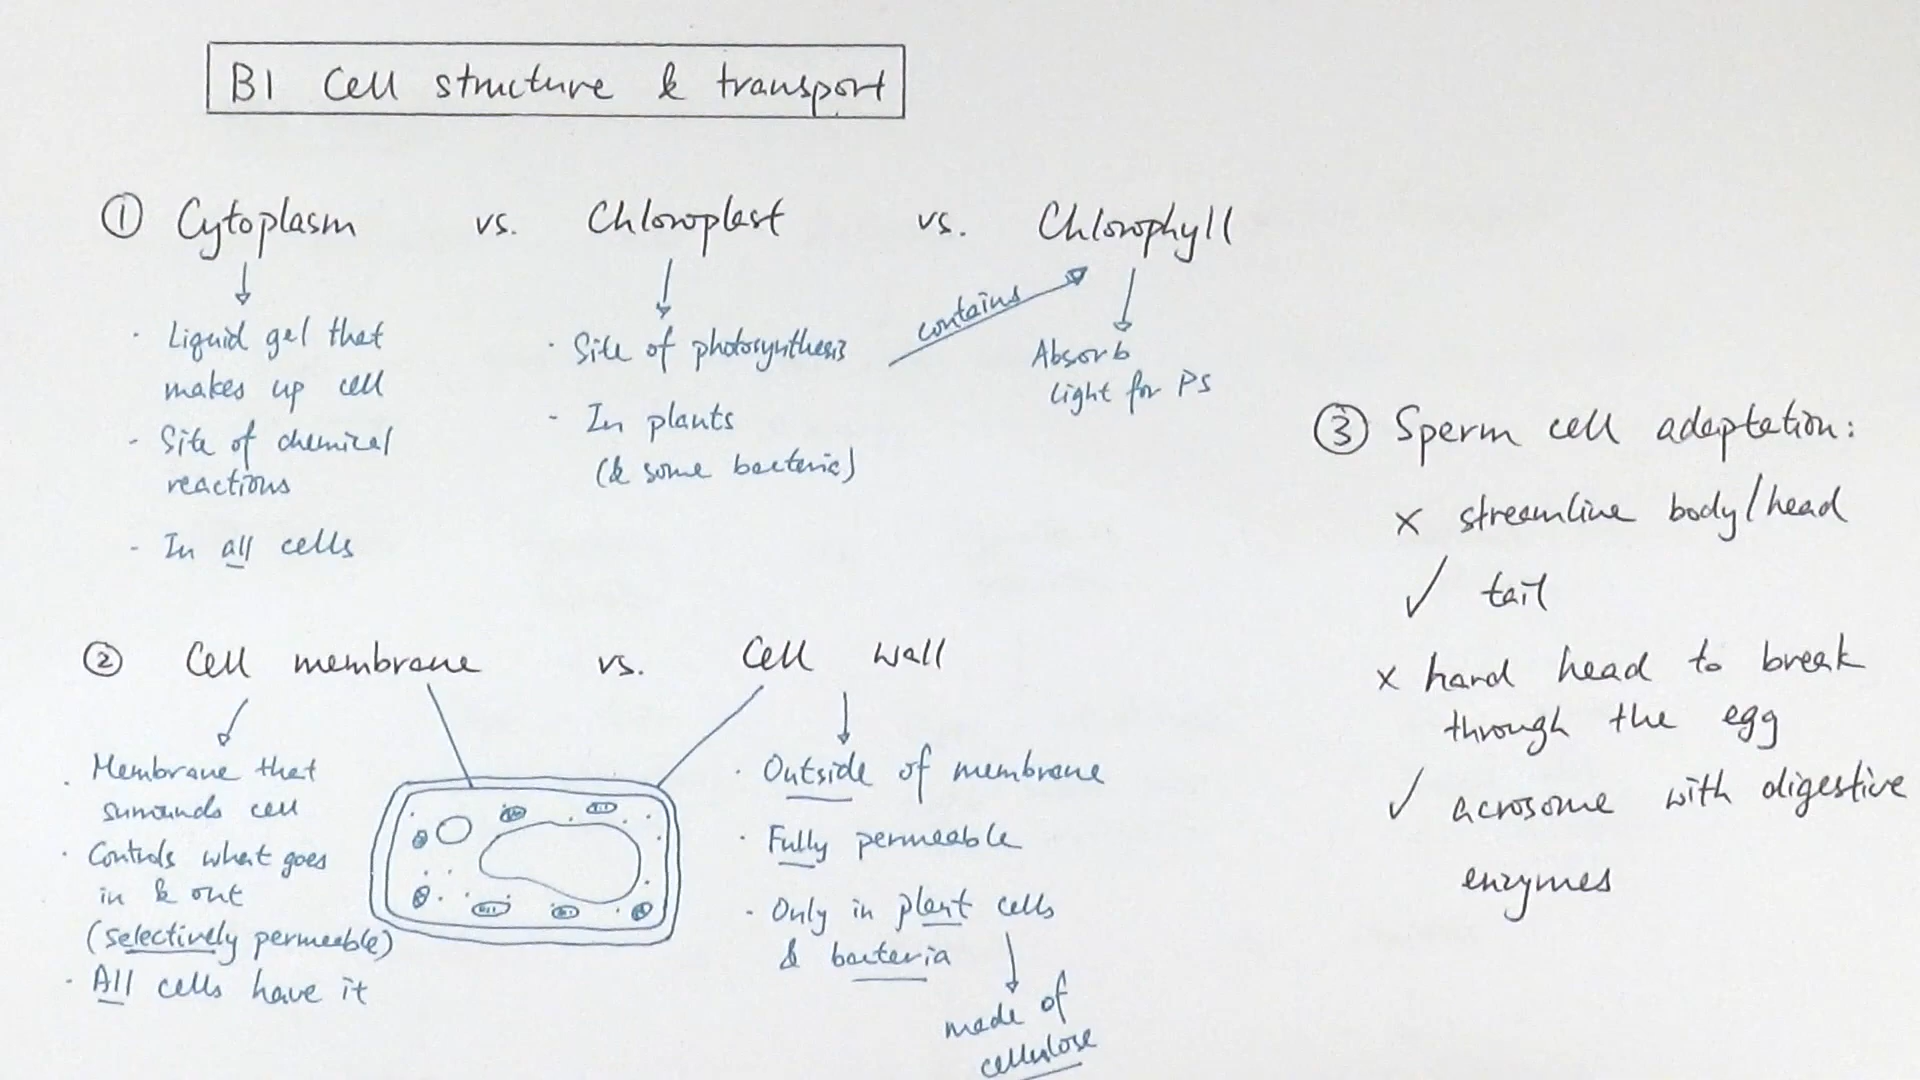 B1 Cell structure & transport
① Cytoplasm vs. Chloroplast vs. Chlorophyll
· Liquid gel that
makes up cell
- Site of chemical
reactions
- In all cells
· Site of photosynthesis
- In plants
(& some bacteria)
contains
Absorb
light for PS
② Cell membrane vs. Cell wall
· Membrane that
surrounds cell
· Controls what goes
in & out
(selectively permeable)
· All cells have it
· Outside of membrane
· Fully permeable
· Only in plant cells
& bacteria
made of
cellulose
③ Sperm cell adaptation:
x streamline body/head
✓ tail
x hard head to break
through the egg
✓ acrosome with digestive
enzymes